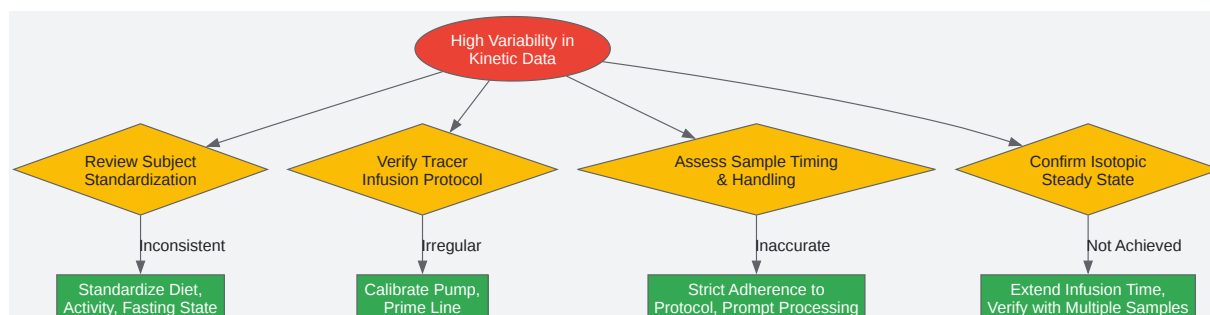 High Variability in
Kinetic Data
Review Subject
Standardization
Verify Tracer
Infusion Protocol
Assess Sample Timing
& Handling
Confirm Isotopic
Steady State
Inconsistent
Irregular
Inaccurate
Not Achieved
Standardize Diet,
Activity, Fasting State
Calibrate Pump,
Prime Line
Strict Adherence to
Protocol, Prompt Processing
Extend Infusion Time,
Verify with Multiple Samples